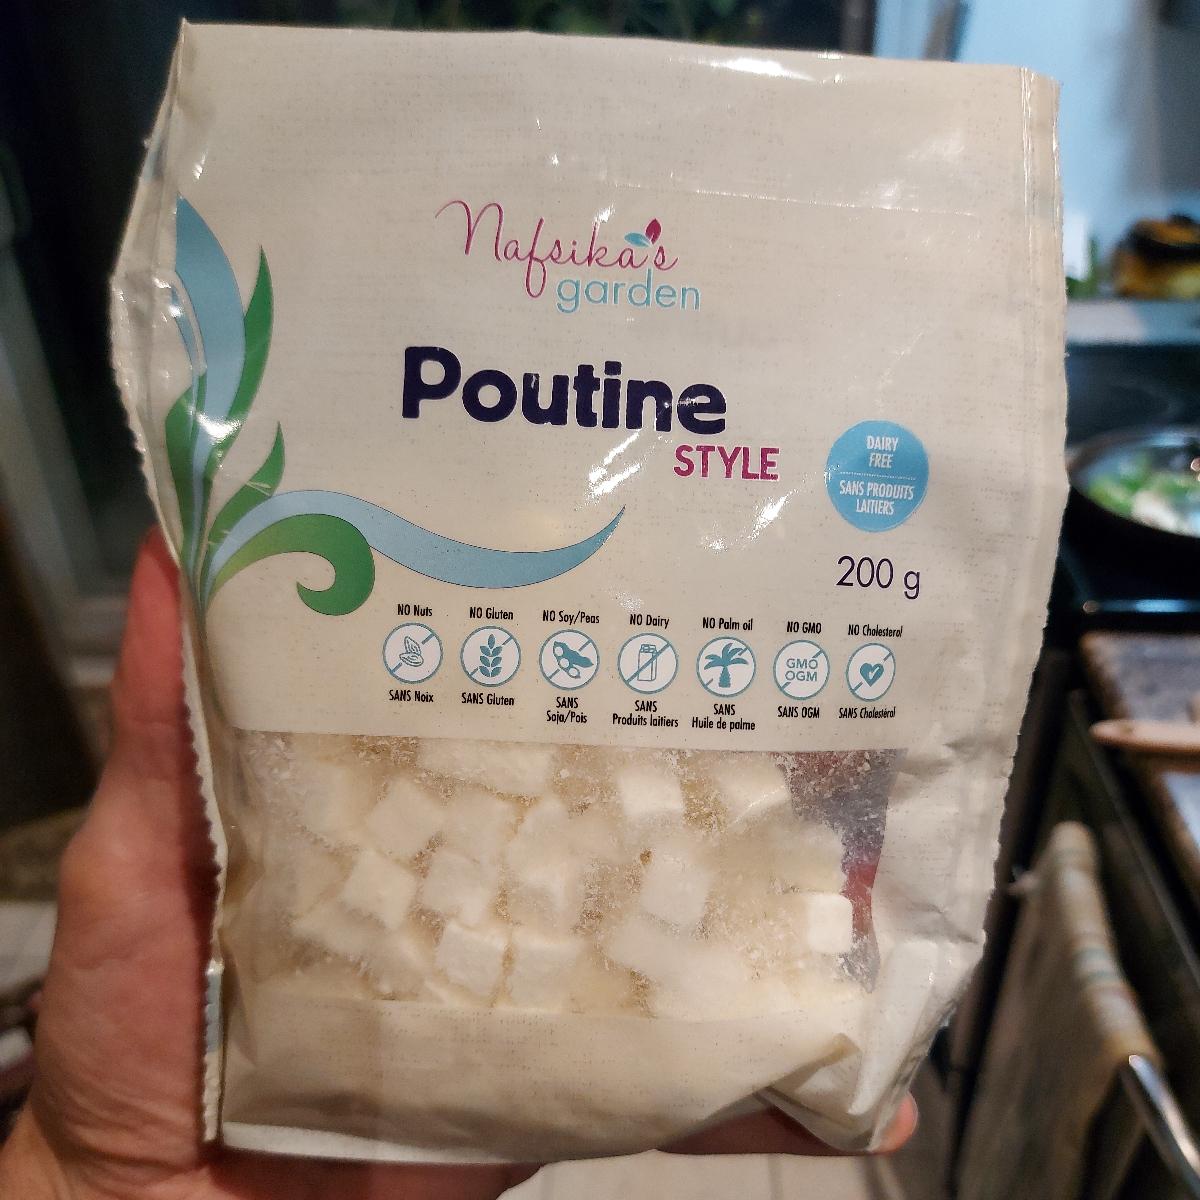 Nafsika's
garden
Poutine
STYLE
DAIRY
FREE
SANS PRODUITS
LAITIERS
200 g
NO Nuts
SANS Noix
NO Gluten
SANS Gluten
NO Soy/Peas
SANS
Soja/Pois
NO Dairy
SANS
Produits laitiers
NO Palm oil
SANS
Huile de palme
NO GMO
GMO
OGM
SANS OGM
NO Cholesterol
SANS Cholestérol